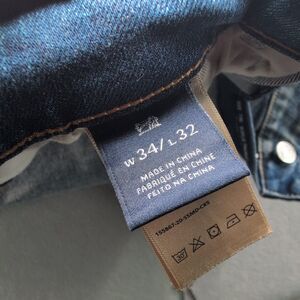 W 34/L 32
MADE IN CHINA
FABRIQUÉ EN CHINE
FEITO NA CHINA